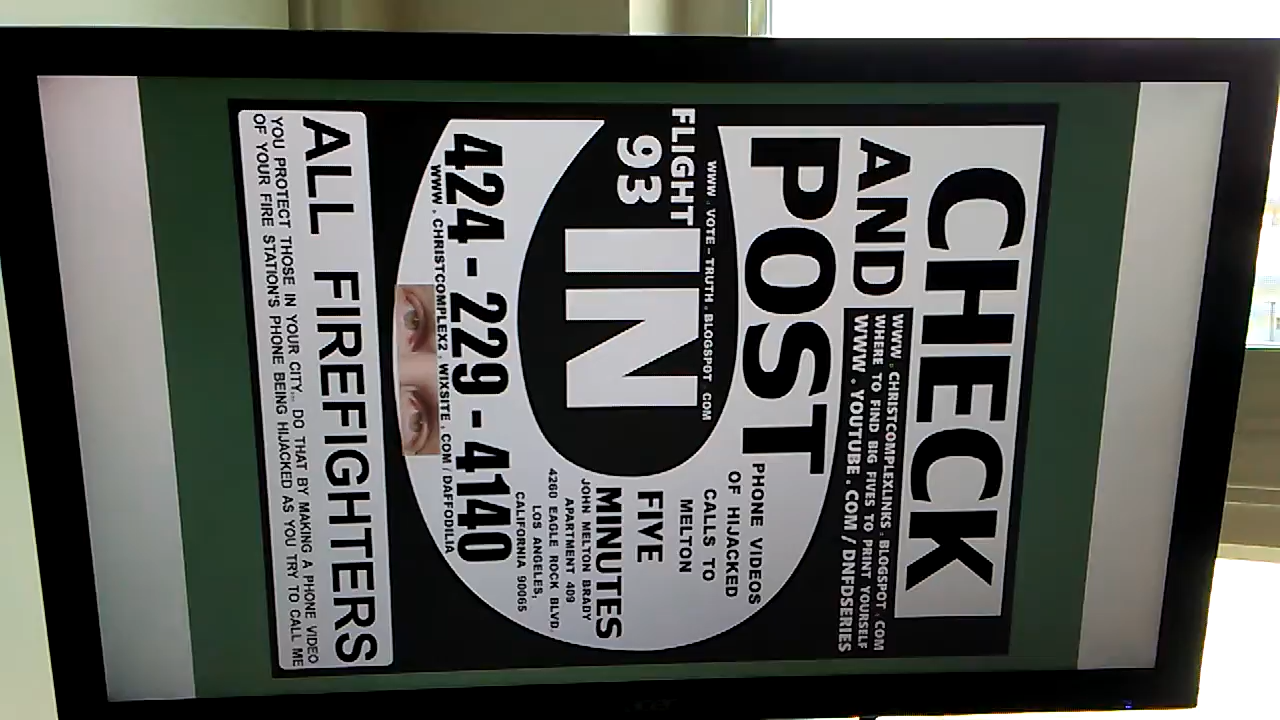 CHECK
AND
WWW . CHRISTCOMPLEXLINKS . BLOGSPOT . COM
WHERE TO FIND BIG FIVES TO PRINT YOURSELF
WWW . YOUTUBE . COM / DNFDSERIES
POST
PHONE VIDEOS
OF HIJACKED
CALLS TO
MELTON
FIVE
MINUTES
WWW . VOTE - TRUTH . BLOGSPOT . COM
FLIGHT
93
IN
JOHN MELTON BRADY
APARTMENT 409
4260 EAGLE ROCK BLVD.
LOS ANGELES,
CALIFORNIA 90065
424 - 229 - 4140
WWW . CHRISTCOMPLEX2 . WIXSITE . COM / DAFFODILIA
ALL FIREFIGHTERS
YOU PROTECT THOSE IN YOUR CITY... DO THAT BY MAKING A PHONE VIDEO
OF YOUR FIRE STATION'S PHONE BEING HIJACKED AS YOU TRY TO CALL ME
acer